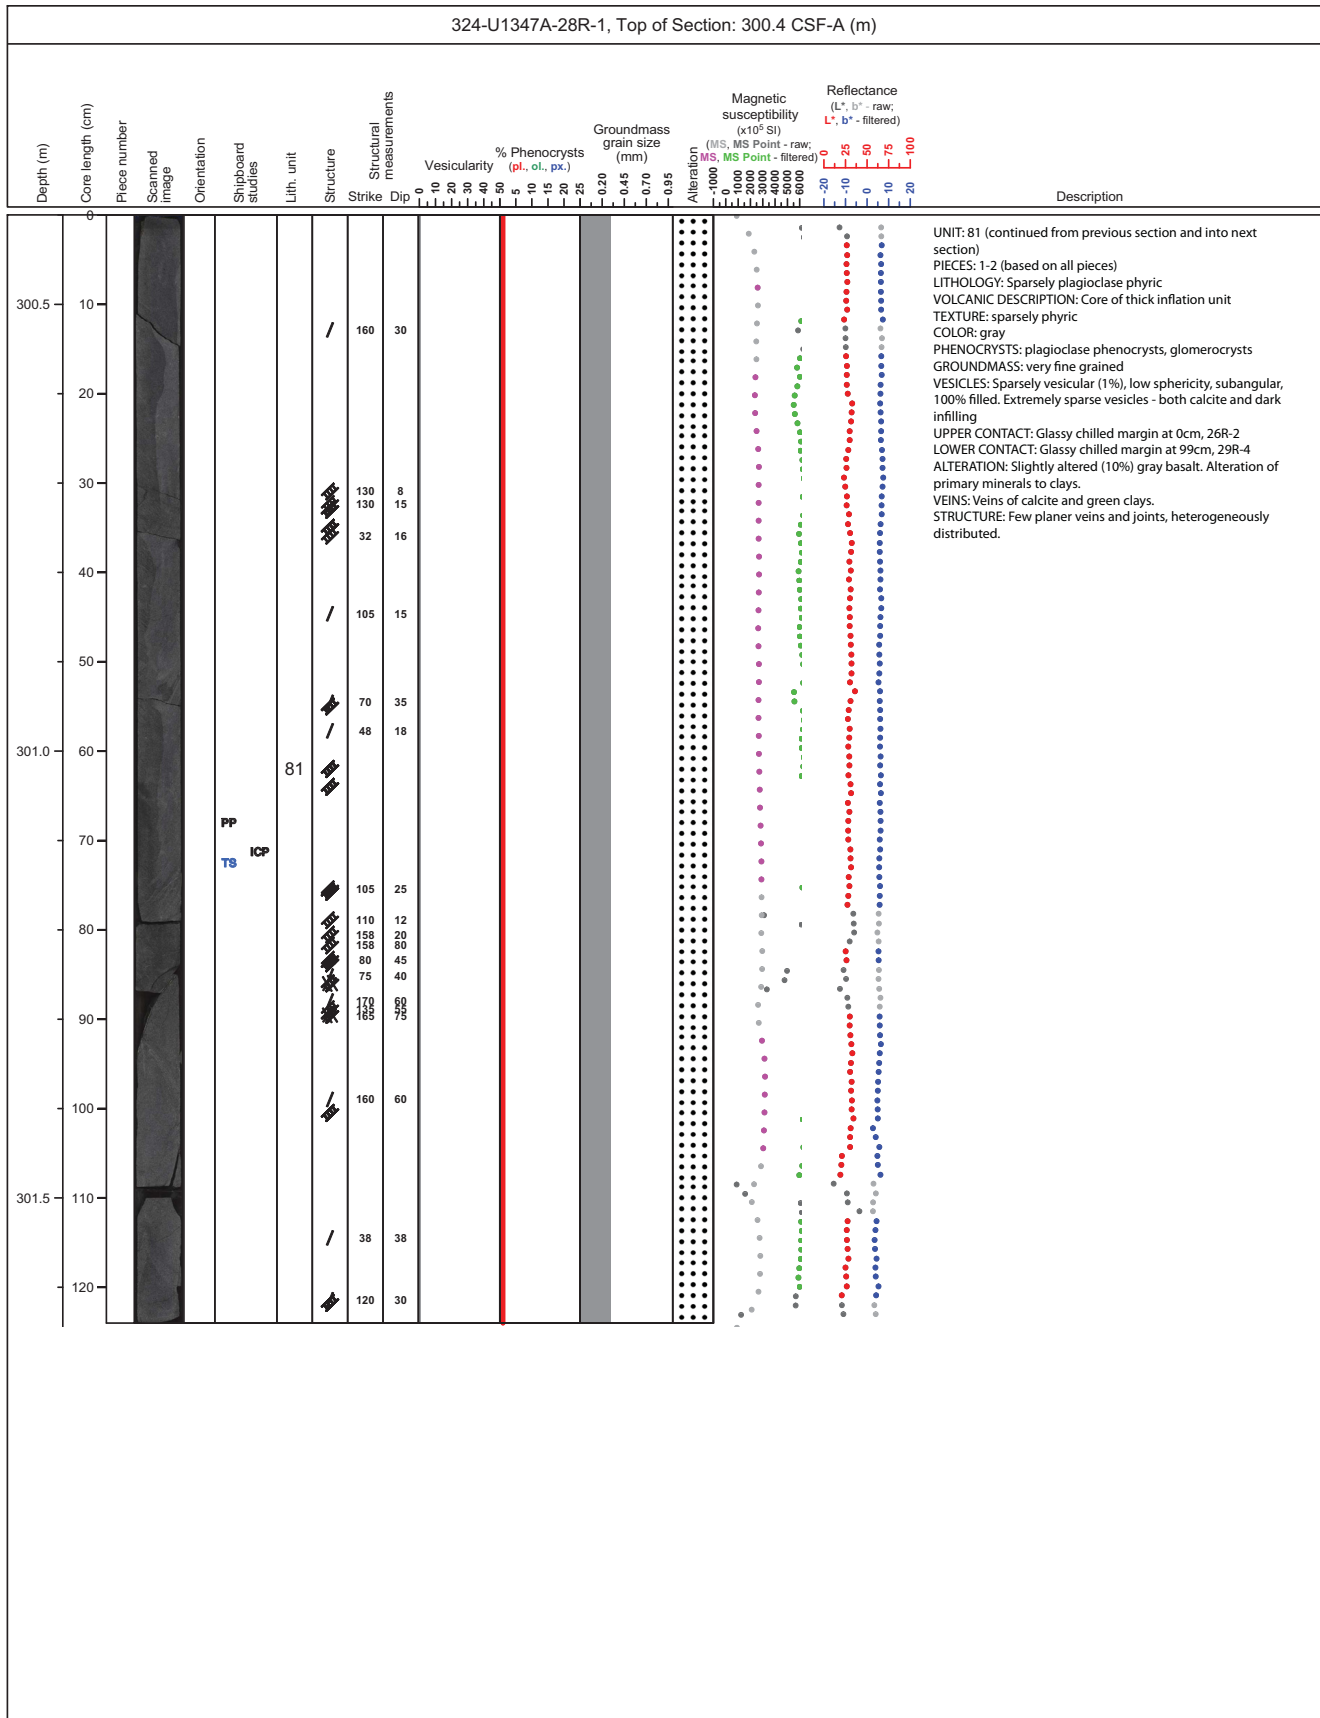 324-U1347A-28R-1, Top of Section: 300.4 CSF-A (m)
Depth (m)
Core length (cm)
Piece number
Scanned image
Orientation
Shipboard studies
Lith. unit
Structure
Structural measurements
Strike Dip
Vesicularity
0 5 10 15 20 25 30 35 40 45 50
% Phenocrysts
(pl., ol., px.)
5 10 15 20 25
Groundmass
grain size
(mm)
0.20 0.45 0.70 0.95
Alteration
Magnetic
susceptibility
(x10⁵ SI)
(MS, MS Point - raw;
MS, MS Point - filtered)
-1000 0 1000 2000 3000 4000 5000 6000
Reflectance
(L*, b* - raw;
L*, b* - filtered)
0 25 50 75 100
-20 -10 0 10 20
Description
0
300.5 10
160 30
20
30
130 8
130 15
32 16
40
105 15
50
70 35
48 18
301.0 60
81
PP
70
ICP
TS
105 25
110 12
80
158 20
158 80
80 45
75 40
170 60
135 55
165 75
90
160 60
100
301.5 110
38 38
120
120 30
UNIT: 81 (continued from previous section and into next
section)
PIECES: 1-2 (based on all pieces)
LITHOLOGY: Sparsely plagioclase phyric
VOLCANIC DESCRIPTION: Core of thick inflation unit
TEXTURE: sparsely phyric
COLOR: gray
PHENOCRYSTS: plagioclase phenocrysts, glomerocrysts
GROUNDMASS: very fine grained
VESICLES: Sparsely vesicular (1%), low sphericity, subangular,
100% filled. Extremely sparse vesicles - both calcite and dark
infilling
UPPER CONTACT: Glassy chilled margin at 0cm, 26R-2
LOWER CONTACT: Glassy chilled margin at 99cm, 29R-4
ALTERATION: Slightly altered (10%) gray basalt. Alteration of
primary minerals to clays.
VEINS: Veins of calcite and green clays.
STRUCTURE: Few planer veins and joints, heterogeneously
distributed.